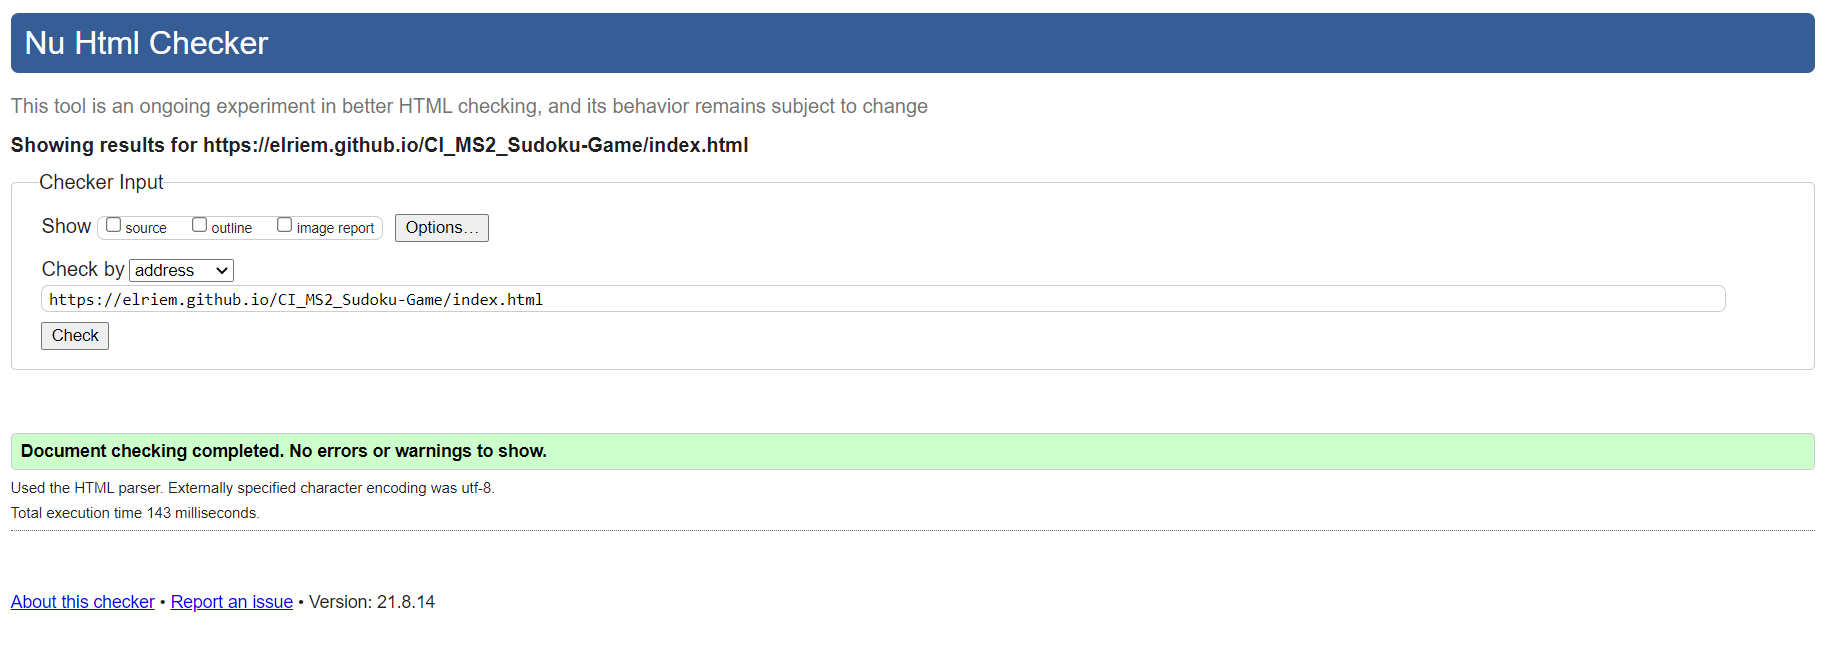 Nu Html Checker
This tool is an ongoing experiment in better HTML checking, and its behavior remains subject to change
Showing results for https://elriem.github.io/CI_MS2_Sudoku-Game/index.html
Checker Input
Show source outline image report Options...
Check by address
https://elriem.github.io/CI_MS2_Sudoku-Game/index.html
Check
Document checking completed. No errors or warnings to show.
Used the HTML parser. Externally specified character encoding was utf-8.
Total execution time 143 milliseconds.
About this checker • Report an issue • Version: 21.8.14